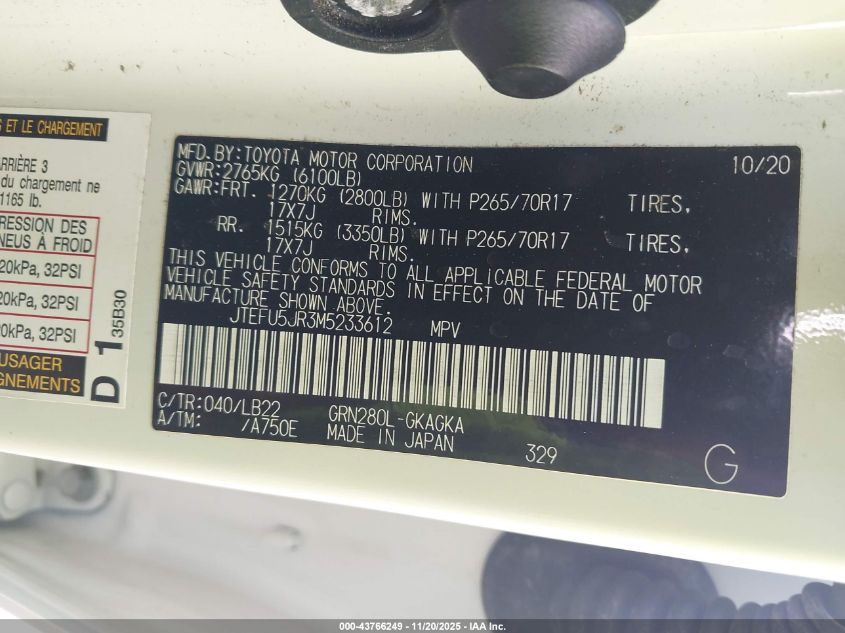 S ET LE CHARGEMENT
ARRIÈRE 3
du chargement ne
1165 lb.
RESSION DES
NEUS À FROID
20kPa, 32PSI
20kPa, 32PSI
20kPa, 32PSI
USAGER
GNEMENTS
D 1
35B30
MFD.BY:TOYOTA MOTOR CORPORATION 10/20
GVWR:2765KG (6100LB)
GAWR:FRT. 1270KG (2800LB) WITH P265/70R17 TIRES,
17X7J RIMS.
RR. 1515KG (3350LB) WITH P265/70R17 TIRES,
17X7J RIMS.
THIS VEHICLE CONFORMS TO ALL APPLICABLE FEDERAL MOTOR
VEHICLE SAFETY STANDARDS IN EFFECT ON THE DATE OF
MANUFACTURE SHOWN ABOVE.
JTEFU5JR3M5233612 MPV
C/TR:040/LB22 GRN280L-GKAGKA
A/TM: /A750E MADE IN JAPAN 329
G
000-43766249 - 11/20/2025 - IAA Inc.